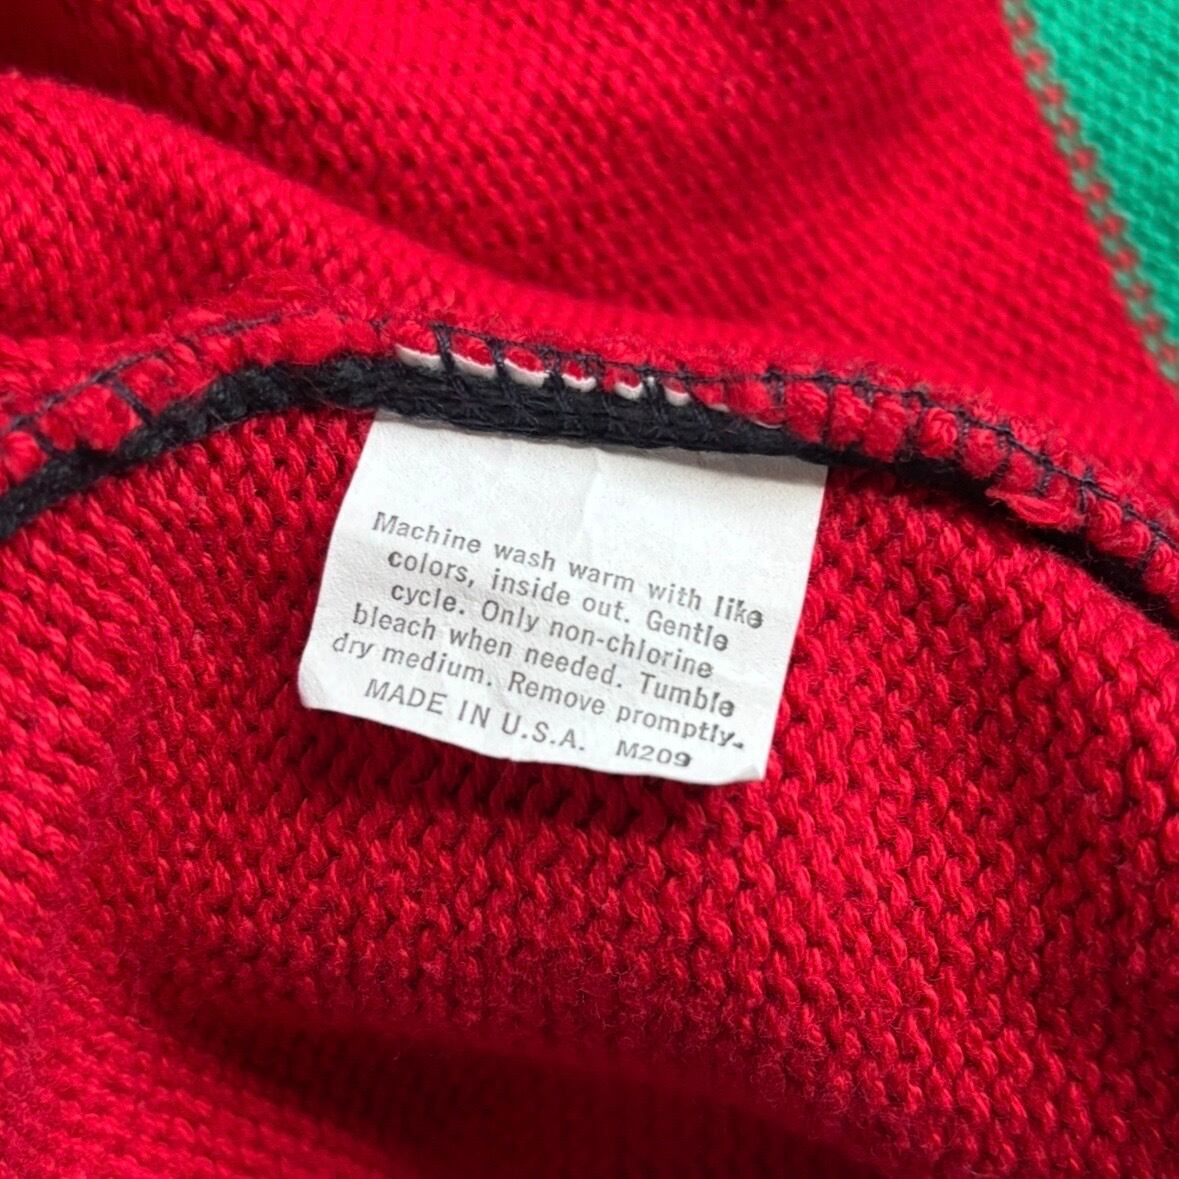 Machine wash warm with like
colors, inside out. Gentle
cycle. Only non-chlorine
bleach when needed. Tumble
dry medium. Remove promptly.
MADE IN U.S.A. M209